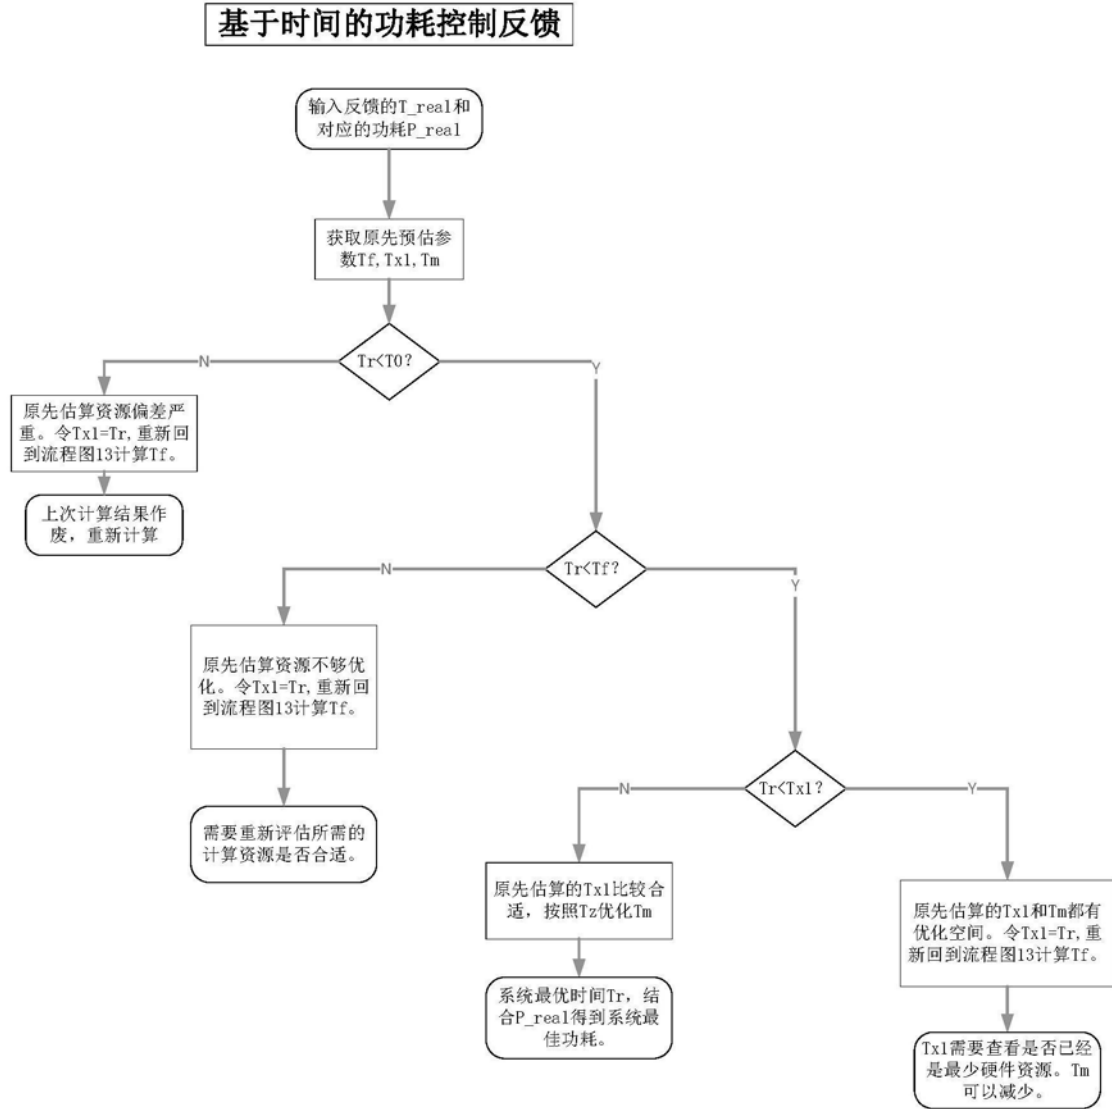 基于时间的功耗控制反馈
输入反馈的T_real和
对应的功耗P_real
获取原先预估参
数Tf,Tx1,Tm
Tr<T0?
N
Y
原先估算资源偏差严
重。令Tx1=Tr,重新回
到流程图13计算Tf。
上次计算结果作
废，重新计算
Tr<Tf?
N
Y
原先估算资源不够优
化。令Tx1=Tr,重新回
到流程图13计算Tf。
需要重新评估所需的
计算资源是否合适。
Tr<Tx1?
N
Y
原先估算的Tx1比较合
适，按照Tz优化Tm
系统最优时间Tr，结
合P_real得到系统最
佳功耗。
原先估算的Tx1和Tm都有
优化空间。令Tx1=Tr,重
新回到流程图13计算Tf。
Tx1需要查看是否已经
是最少硬件资源。Tm
可以减少。